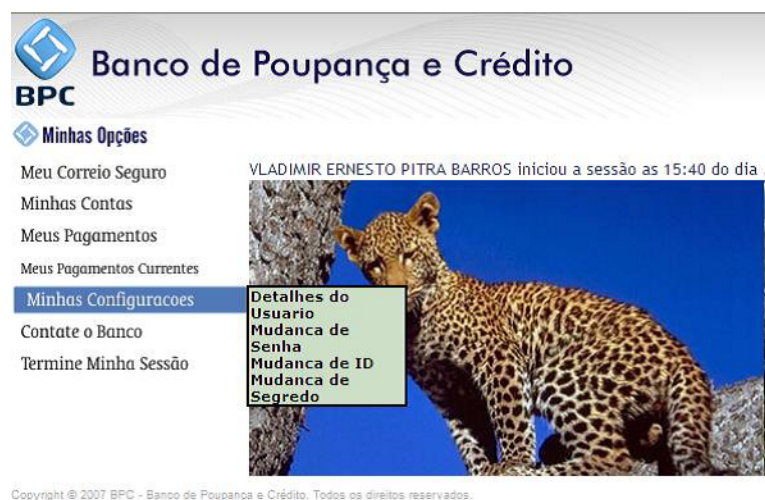 Banco de Poupança e Crédito
BPC
Minhas Opções
Meu Correio Seguro
VLADIMIR ERNESTO PITRA BARROS iniciou a sessão as 15:40 do dia
Minhas Contas
Meus Pagamentos
Meus Pagamentos Currentes
Minhas Configuracoes
Detalhes do
Usuario
Mudanca de
Senha
Mudanca de ID
Mudanca de
Segredo
Contate o Banco
Termine Minha Sessão
Copyright © 2007 BPC - Banco de Poupança e Crédito. Todos os direitos reservados.